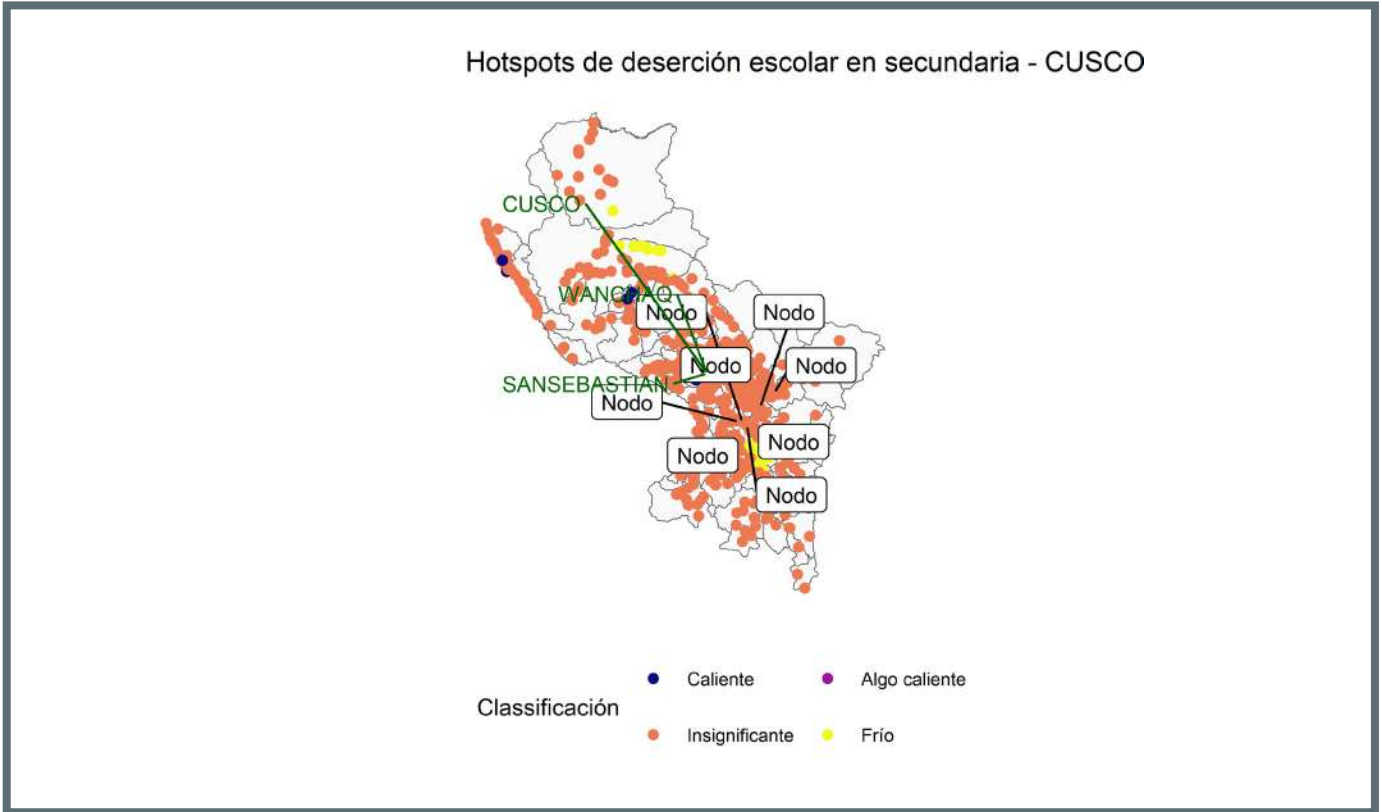 Hotspots de deserción escolar en secundaria - CUSCO
CUSCO
WANCHAQ
Nodo
Nodo
Nodo
Nodo
SANSEBASTIAN
Nodo
Nodo
Nodo
Nodo
Classificación
Caliente
Algo caliente
Insignificante
Frío